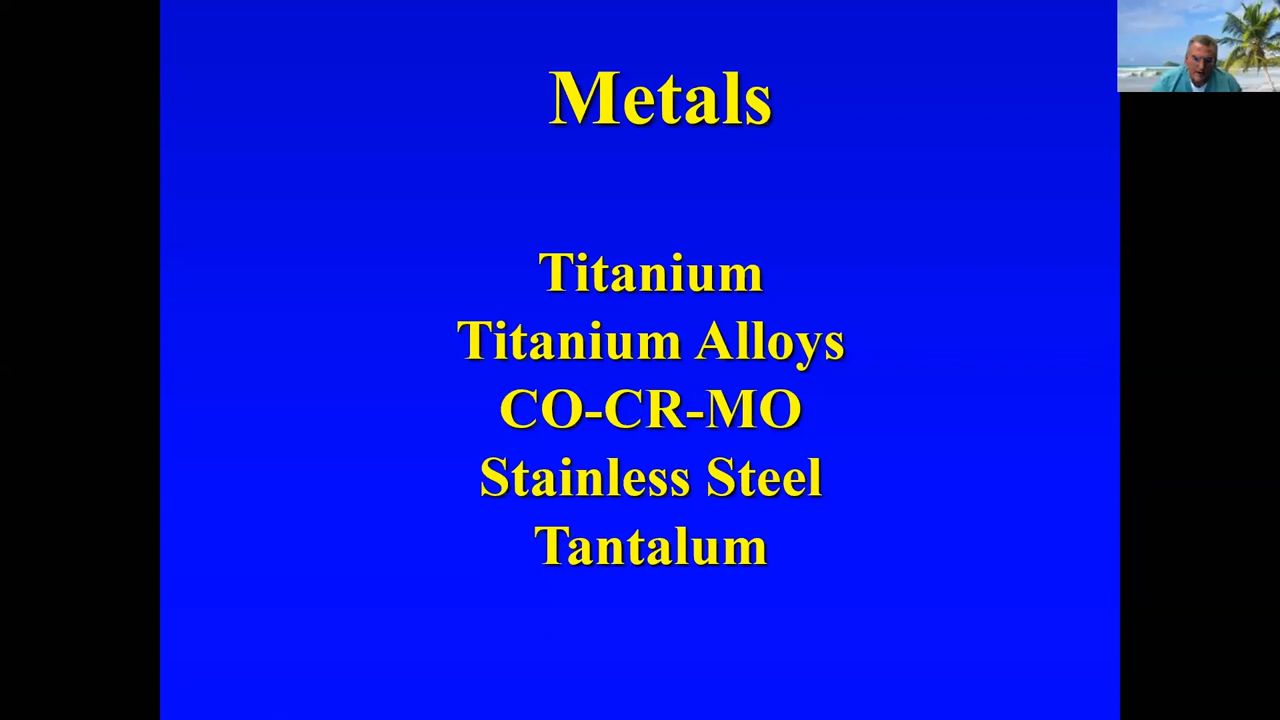 Metals
Titanium
Titanium Alloys
CO-CR-MO
Stainless Steel
Tantalum